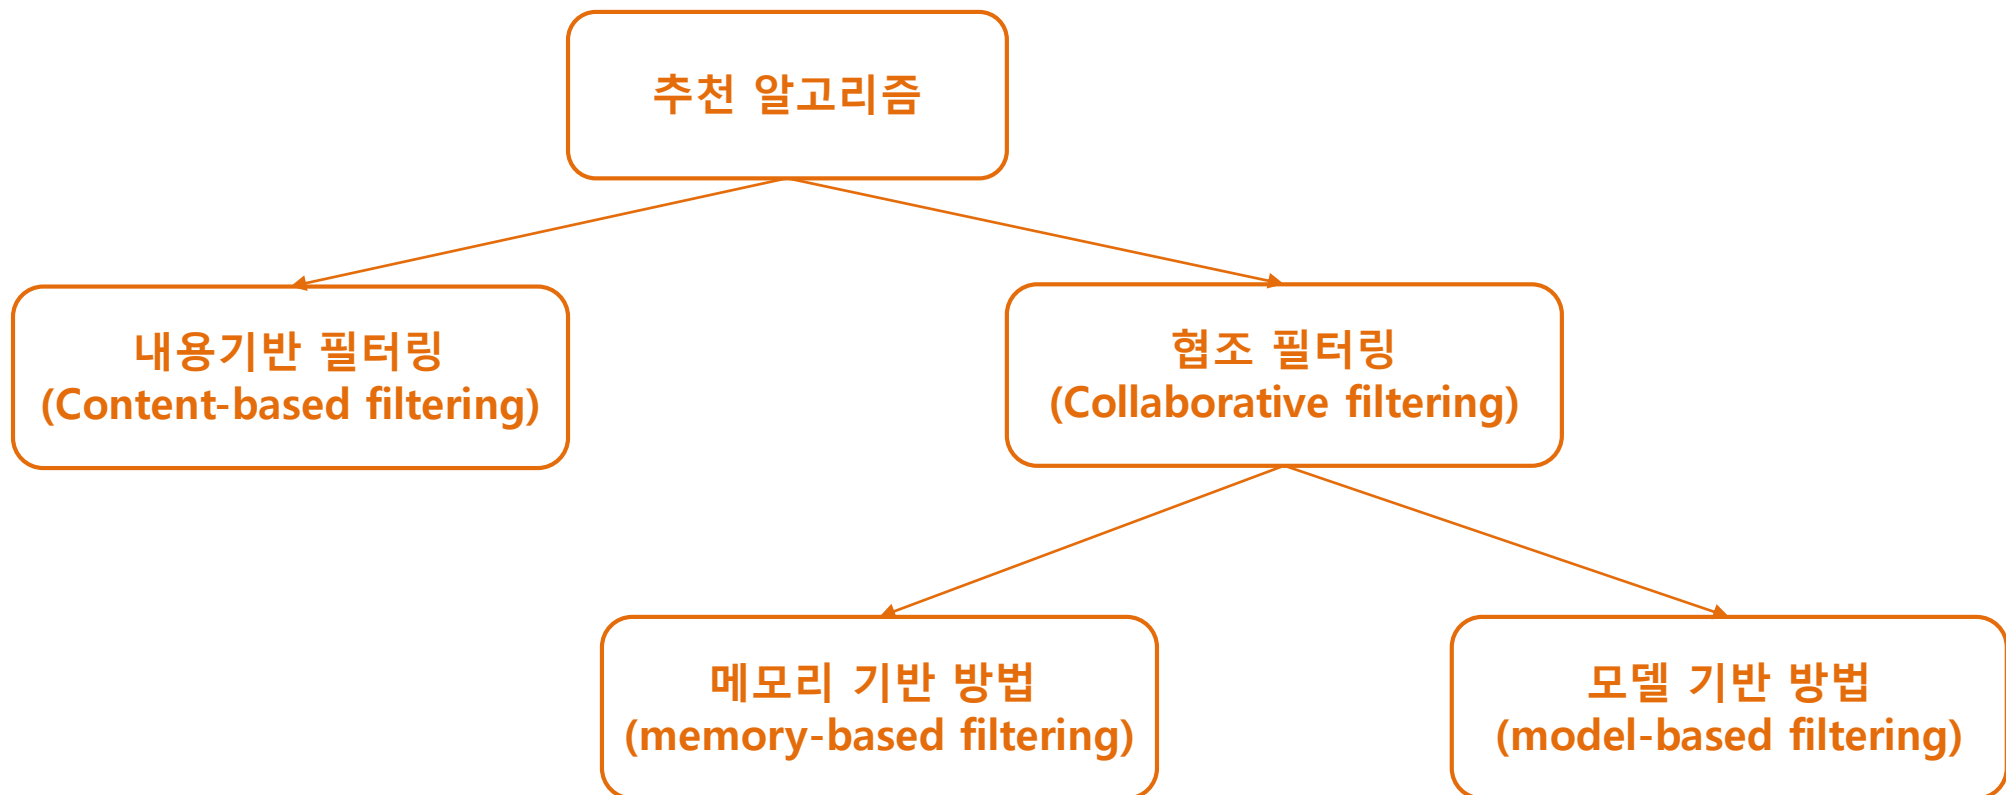 추천 알고리즘
내용기반 필터링
(Content-based filtering)
협조 필터링
(Collaborative filtering)
메모리 기반 방법
(memory-based filtering)
모델 기반 방법
(model-based filtering)